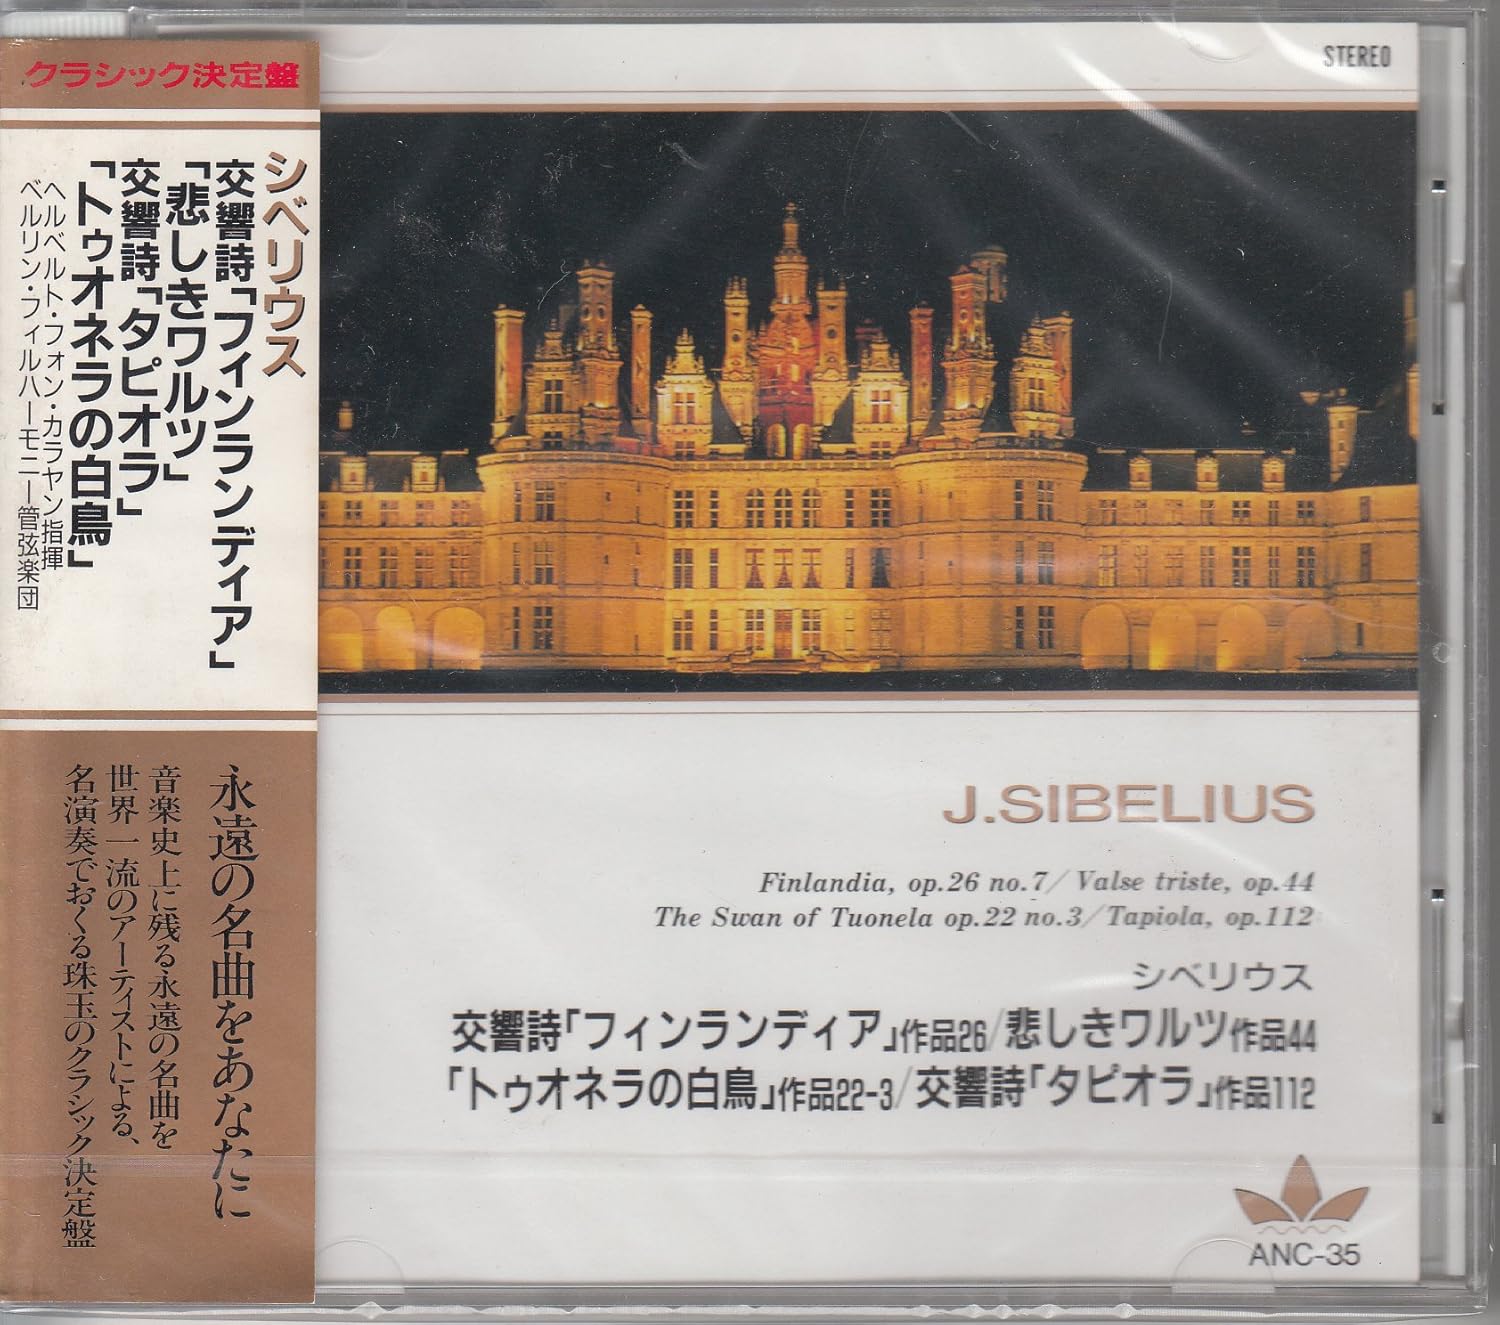 クラシック決定盤
シベリウス
交響詩「フィンランディア」
「悲しきワルツ」
交響詩「タピオラ」
「トゥオネラの白鳥」
ヘルベルト・フォン・カラヤン指揮
ベルリン・フィルハーモニー管弦楽団
永遠の名曲をあなたに
音楽史上に残る永遠の名曲を
世界一流のアーティストによる、
名演奏でおくる珠玉のクラシック決定盤
STEREO
J.SIBELIUS
Finlandia, op.26 no.7/ Valse triste, op.44
The Swan of Tuonela op.22 no.3/Tapiola, op.112
シベリウス
交響詩「フィンランディア」作品26/悲しきワルツ作品44
「トゥオネラの白鳥」作品22-3/交響詩「タピオラ」作品112
ANC-35